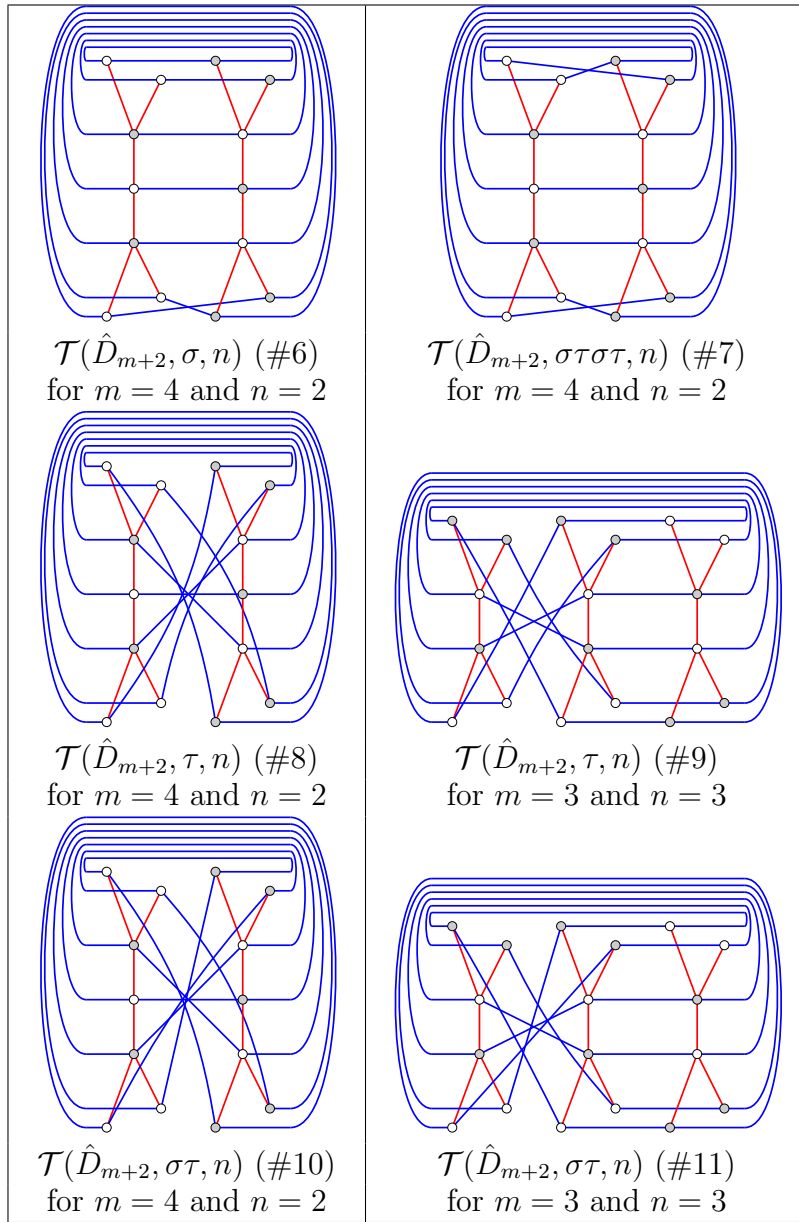 𝒯(D̂ₘ₊₂, σ, n) (#6)
for m = 4 and n = 2
𝒯(D̂ₘ₊₂, στστ, n) (#7)
for m = 4 and n = 2
𝒯(D̂ₘ₊₂, τ, n) (#8)
for m = 4 and n = 2
𝒯(D̂ₘ₊₂, τ, n) (#9)
for m = 3 and n = 3
𝒯(D̂ₘ₊₂, στ, n) (#10)
for m = 4 and n = 2
𝒯(D̂ₘ₊₂, στ, n) (#11)
for m = 3 and n = 3